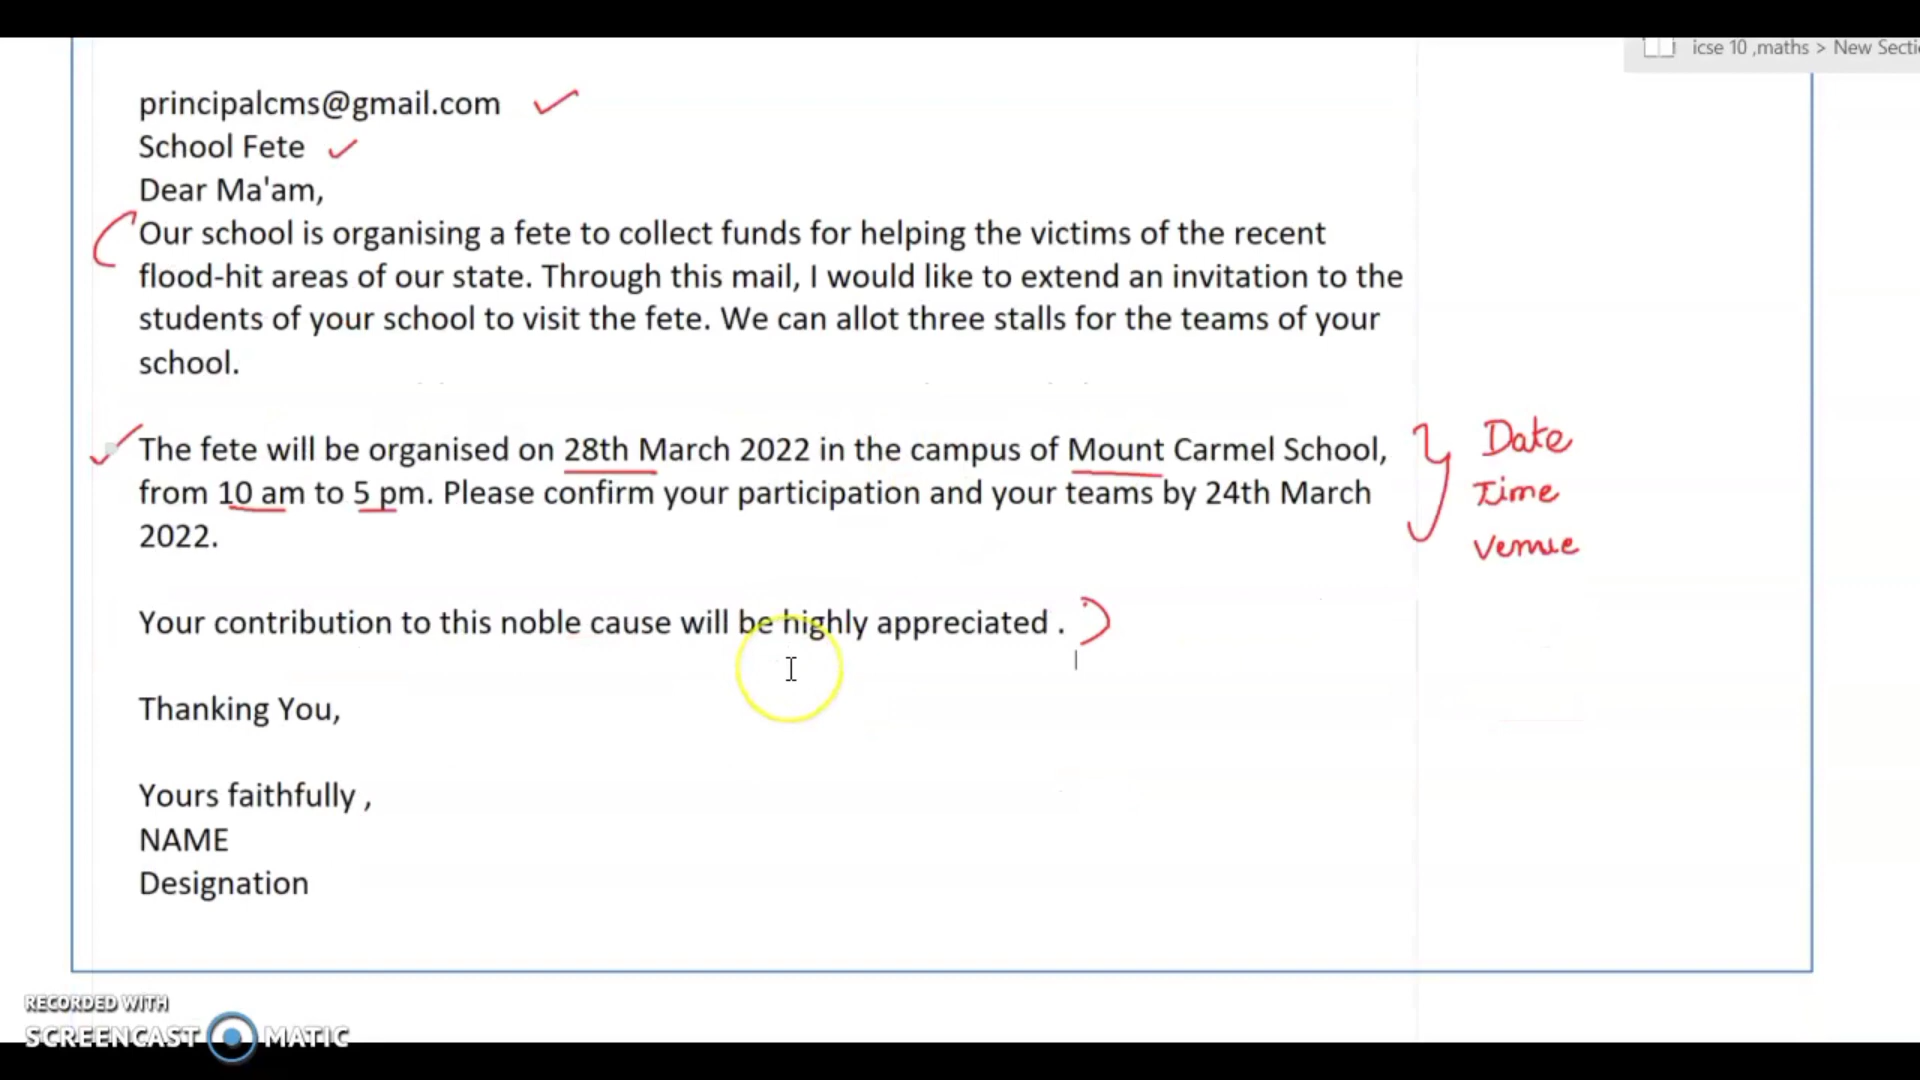 icse 10 ,maths > New Secti
principalcms@gmail.com
School Fete
Dear Ma'am,
Our school is organising a fete to collect funds for helping the victims of the recent
flood-hit areas of our state. Through this mail, I would like to extend an invitation to the
students of your school to visit the fete. We can allot three stalls for the teams of your
school.
The fete will be organised on 28th March 2022 in the campus of Mount Carmel School,
from 10 am to 5 pm. Please confirm your participation and your teams by 24th March
2022.
Date
Time
Venue
Your contribution to this noble cause will be highly appreciated .
Thanking You,
Yours faithfully ,
NAME
Designation
RECORDED WITH
SCREENCAST MATIC